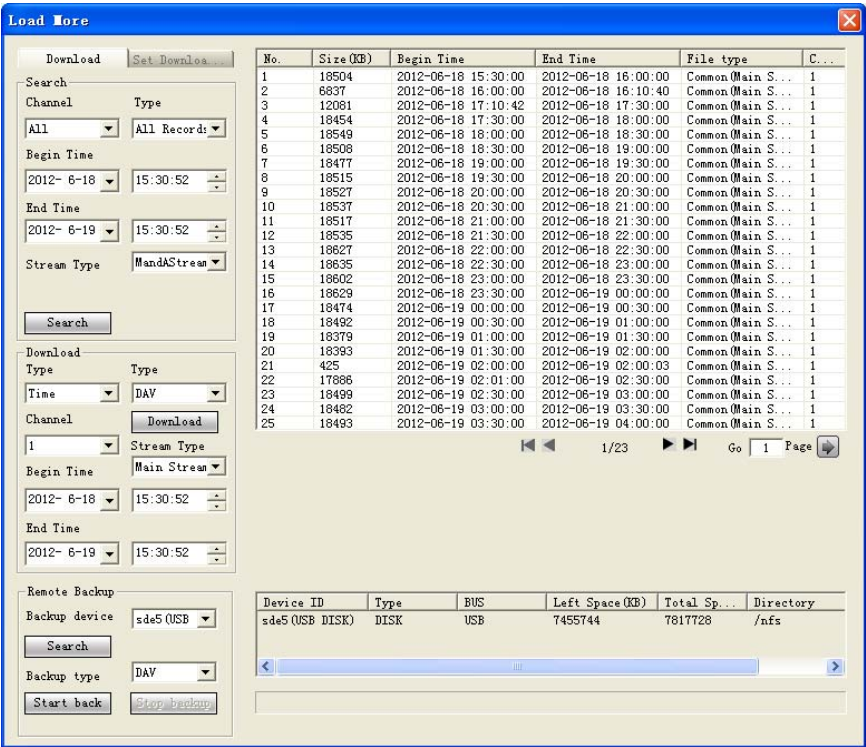 Load More
Download Set Downloa...
Search
Channel Type
All All Records
Begin Time
2012- 6-18 15:30:52
End Time
2012- 6-19 15:30:52
Stream Type MandAStream
Search
Download
Type Type
Time DAV
Channel Download
1 Stream Type
Begin Time Main Stream
2012- 6-18 15:30:52
End Time
2012- 6-19 15:30:52
Remote Backup
Backup device sde5(USB
Search
Backup type DAV
Start back Stop backup
No. Size(KB) Begin Time End Time File type C...
1 18504 2012-06-18 15:30:00 2012-06-18 16:00:00 Common(Main S... 1
2 6837 2012-06-18 16:00:00 2012-06-18 16:10:40 Common(Main S... 1
3 12081 2012-06-18 17:10:42 2012-06-18 17:30:00 Common(Main S... 1
4 18454 2012-06-18 17:30:00 2012-06-18 18:00:00 Common(Main S... 1
5 18549 2012-06-18 18:00:00 2012-06-18 18:30:00 Common(Main S... 1
6 18508 2012-06-18 18:30:00 2012-06-18 19:00:00 Common(Main S... 1
7 18477 2012-06-18 19:00:00 2012-06-18 19:30:00 Common(Main S... 1
8 18515 2012-06-18 19:30:00 2012-06-18 20:00:00 Common(Main S... 1
9 18527 2012-06-18 20:00:00 2012-06-18 20:30:00 Common(Main S... 1
10 18537 2012-06-18 20:30:00 2012-06-18 21:00:00 Common(Main S... 1
11 18517 2012-06-18 21:00:00 2012-06-18 21:30:00 Common(Main S... 1
12 18535 2012-06-18 21:30:00 2012-06-18 22:00:00 Common(Main S... 1
13 18627 2012-06-18 22:00:00 2012-06-18 22:30:00 Common(Main S... 1
14 18635 2012-06-18 22:30:00 2012-06-18 23:00:00 Common(Main S... 1
15 18602 2012-06-18 23:00:00 2012-06-18 23:30:00 Common(Main S... 1
16 18629 2012-06-18 23:30:00 2012-06-19 00:00:00 Common(Main S... 1
17 18474 2012-06-19 00:00:00 2012-06-19 00:30:00 Common(Main S... 1
18 18492 2012-06-19 00:30:00 2012-06-19 01:00:00 Common(Main S... 1
19 18379 2012-06-19 01:00:00 2012-06-19 01:30:00 Common(Main S... 1
20 18393 2012-06-19 01:30:00 2012-06-19 02:00:00 Common(Main S... 1
21 425 2012-06-19 02:00:00 2012-06-19 02:00:03 Common(Main S... 1
22 17886 2012-06-19 02:01:00 2012-06-19 02:30:00 Common(Main S... 1
23 18499 2012-06-19 02:30:00 2012-06-19 03:00:00 Common(Main S... 1
24 18482 2012-06-19 03:00:00 2012-06-19 03:30:00 Common(Main S... 1
25 18493 2012-06-19 03:30:00 2012-06-19 04:00:00 Common(Main S... 1
1/23 Go 1 Page
Device ID Type BUS Left Space(KB) Total Sp... Directory
sde5(USB DISK) DISK USB 7455744 7817728 /nfs